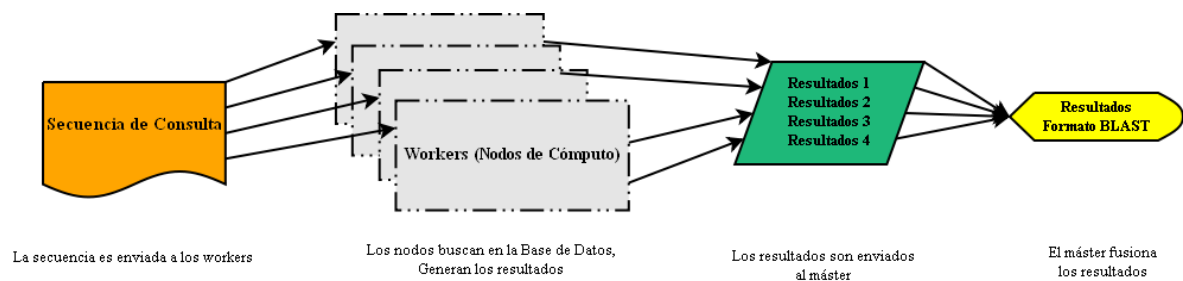 Secuencia de Consulta
Workers (Nodos de Cómputo)
Resultados 1
Resultados 2
Resultados 3
Resultados 4
Resultados
Formato BLAST
La secuencia es enviada a los workers
Los nodos buscan en la Base de Datos,
Generan los resultados
Los resultados son enviados
al máster
El máster fusiona
los resultados